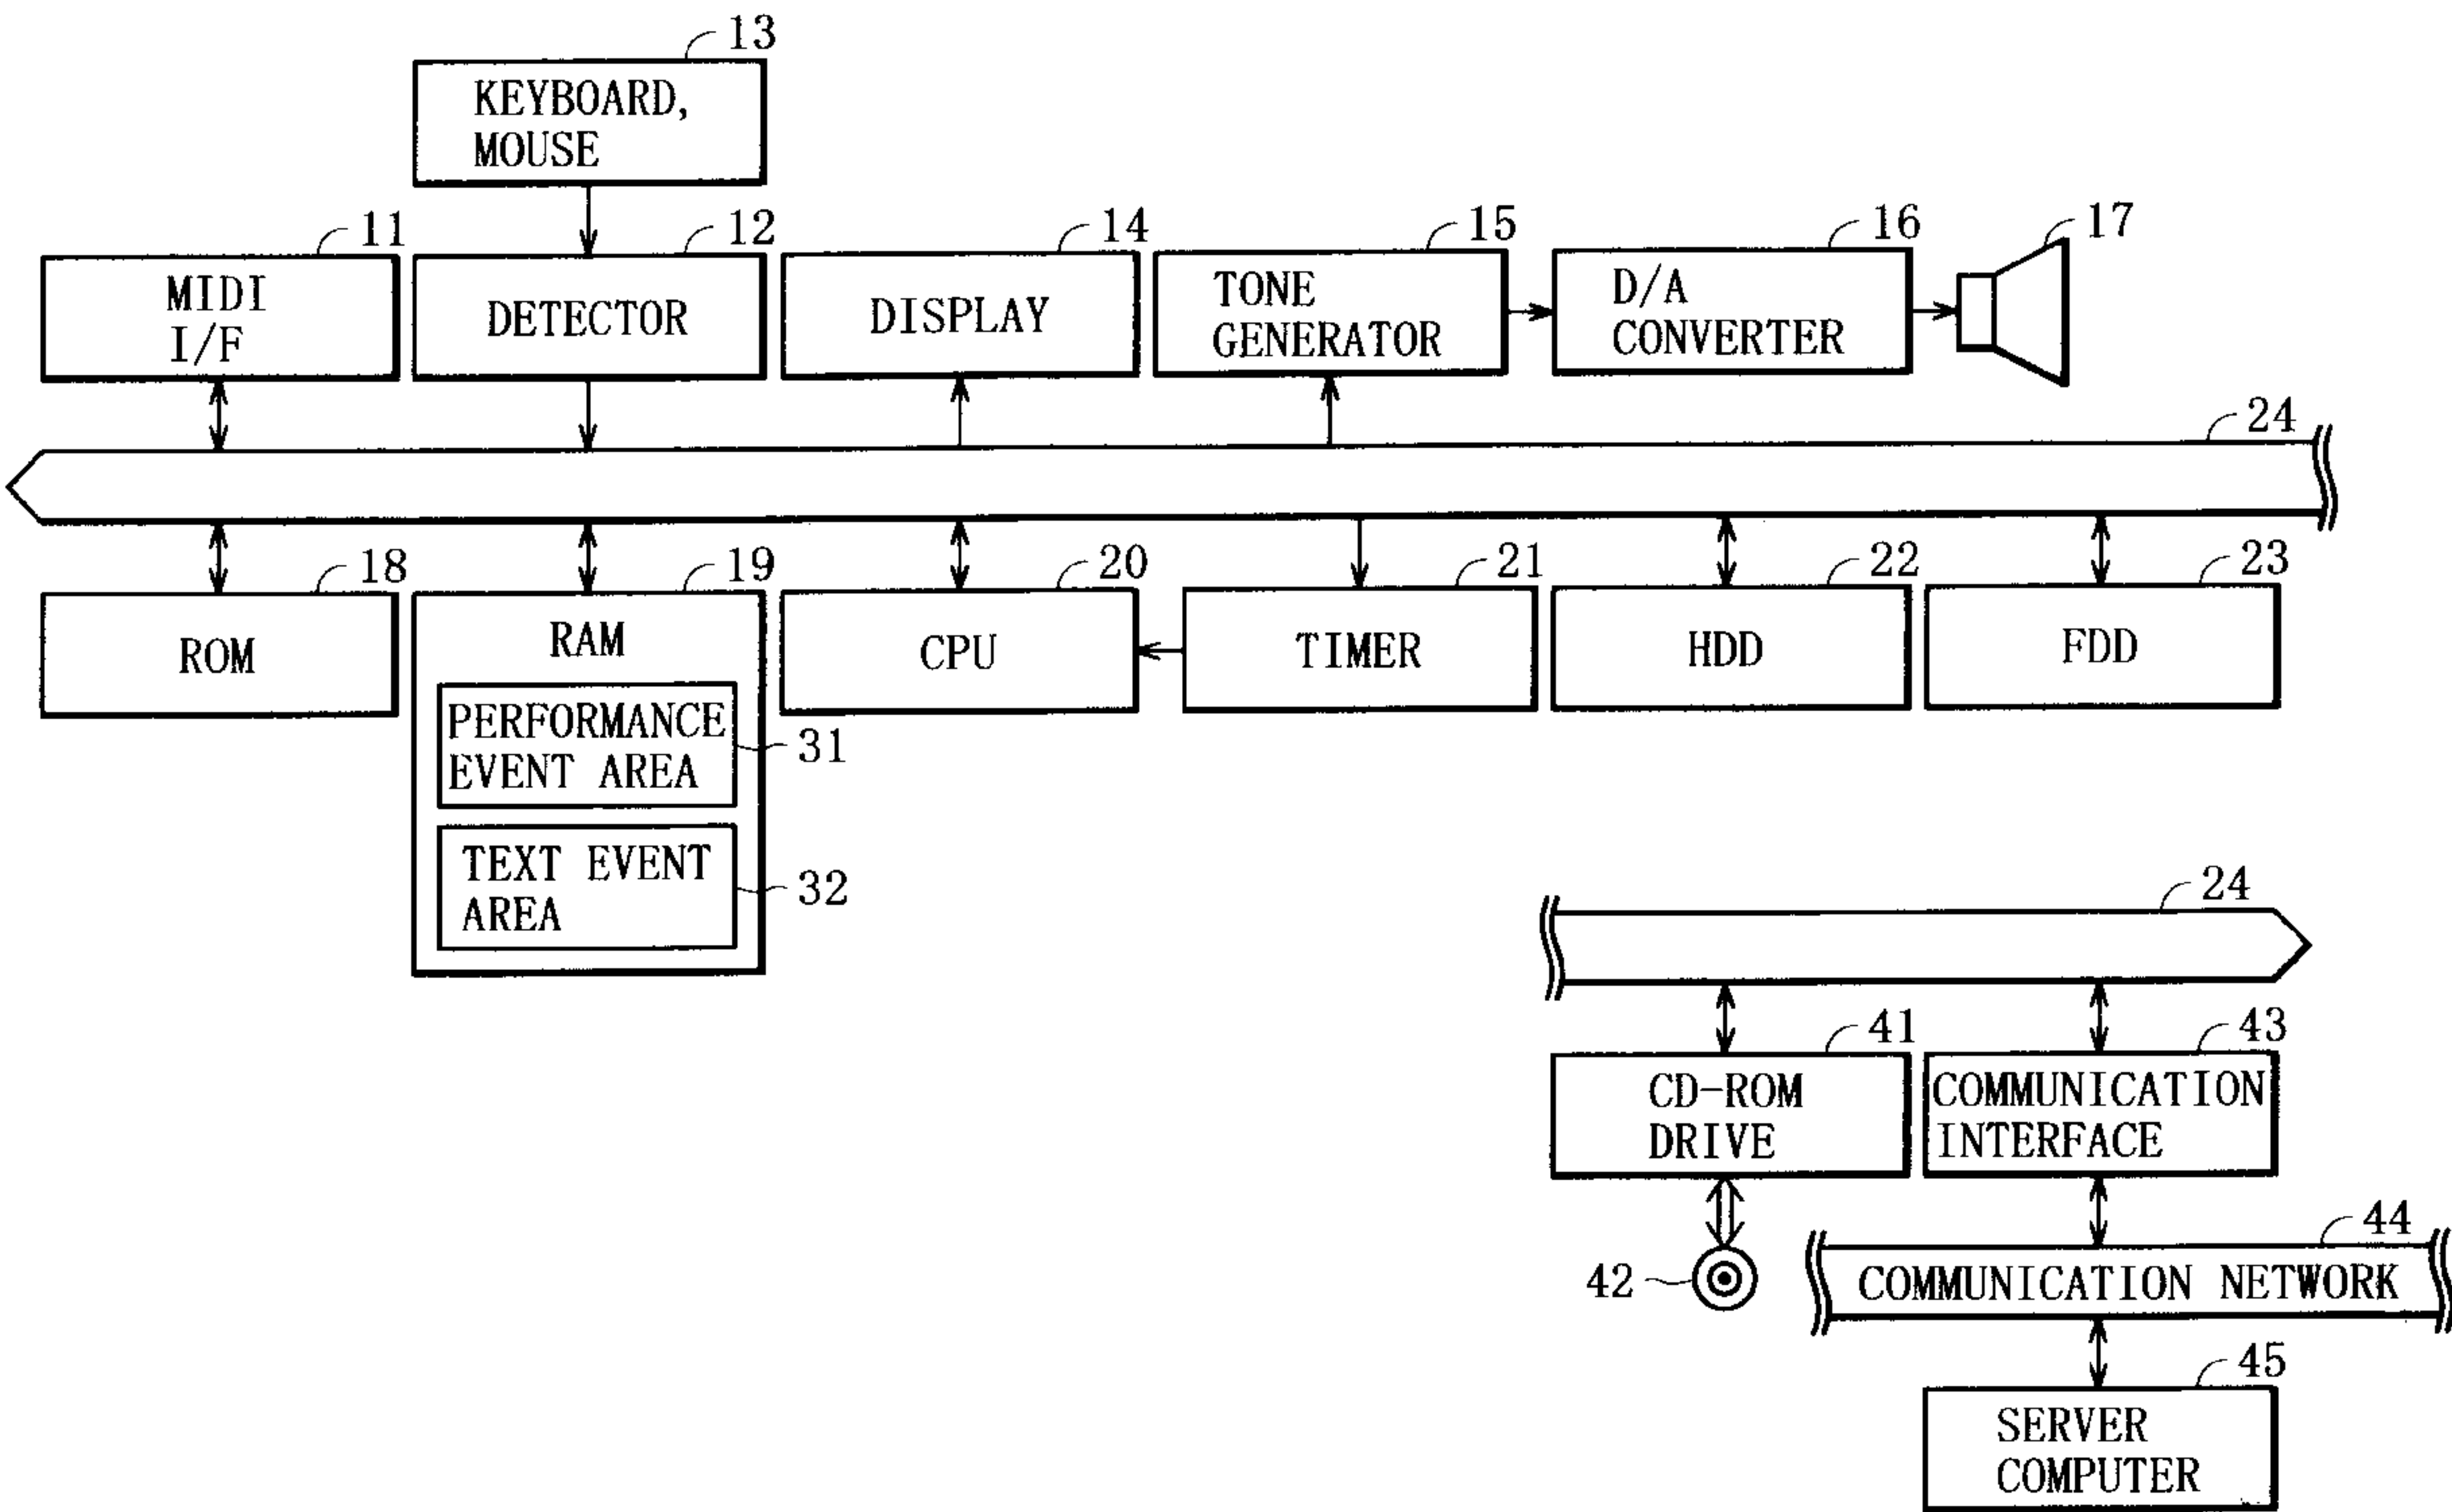 13
KEYBOARD,
MOUSE
11
12
14
15
16
17
MIDI
I/F
DETECTOR
DISPLAY
TONE
GENERATOR
D/A
CONVERTER
24
18
19
20
21
22
23
ROM
RAM
CPU
TIMER
HDD
FDD
PERFORMANCE
EVENT AREA
31
TEXT EVENT
AREA
32
24
41
43
CD-ROM
DRIVE
COMMUNICATION
INTERFACE
44
42
COMMUNICATION NETWORK
45
SERVER
COMPUTER